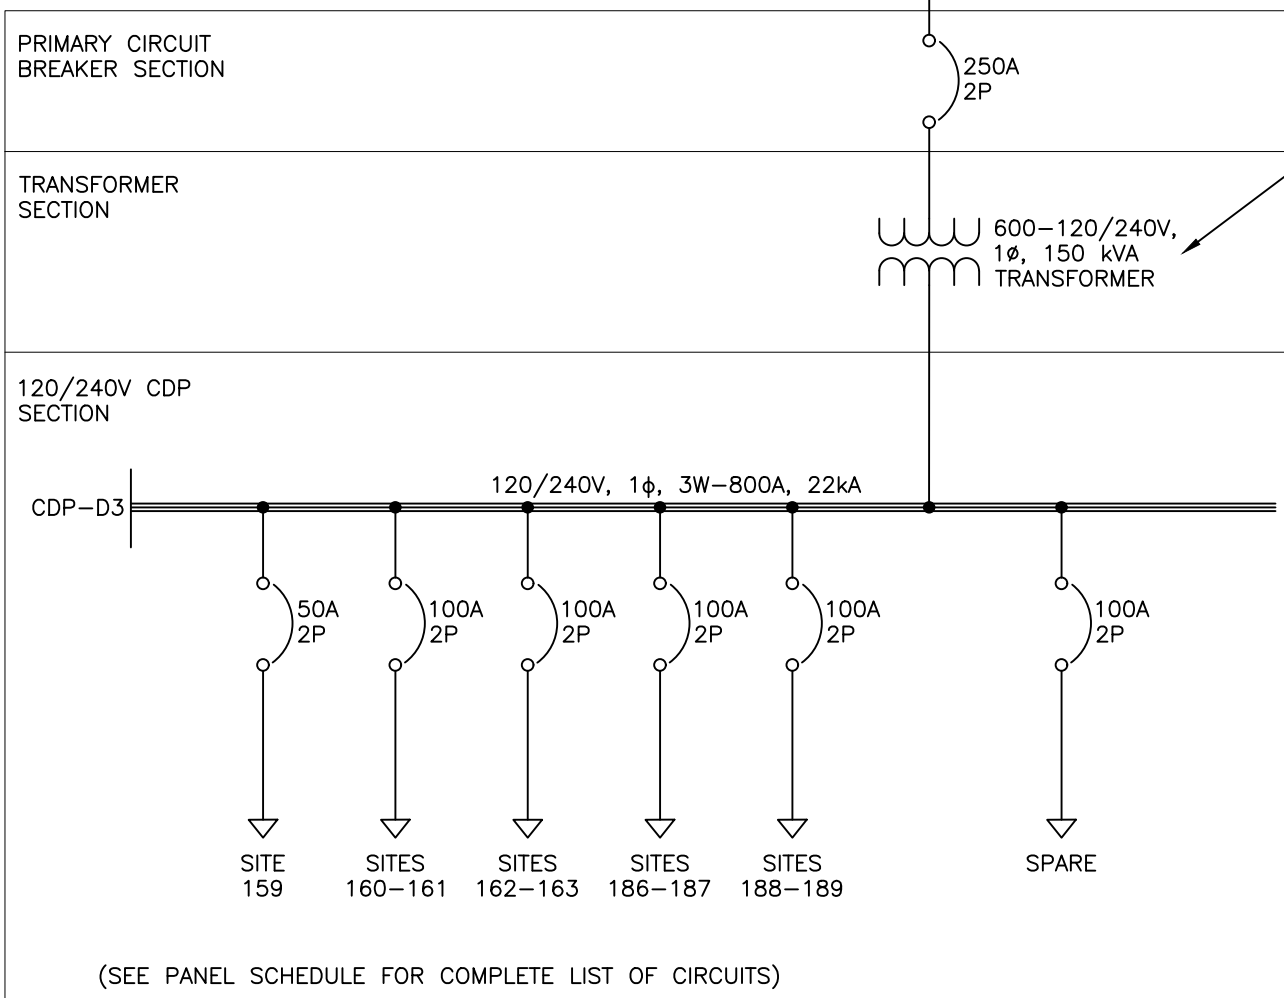 PRIMARY CIRCUIT
BREAKER SECTION
250A
2P
TRANSFORMER
SECTION
600-120/240V,
1ø, 150 kVA
TRANSFORMER
120/240V CDP
SECTION
120/240V, 1ϕ, 3W-800A, 22kA
CDP-D3
50A
2P
100A
2P
100A
2P
100A
2P
100A
2P
100A
2P
SITE
159
SITES
160-161
SITES
162-163
SITES
186-187
SITES
188-189
SPARE
(SEE PANEL SCHEDULE FOR COMPLETE LIST OF CIRCUITS)